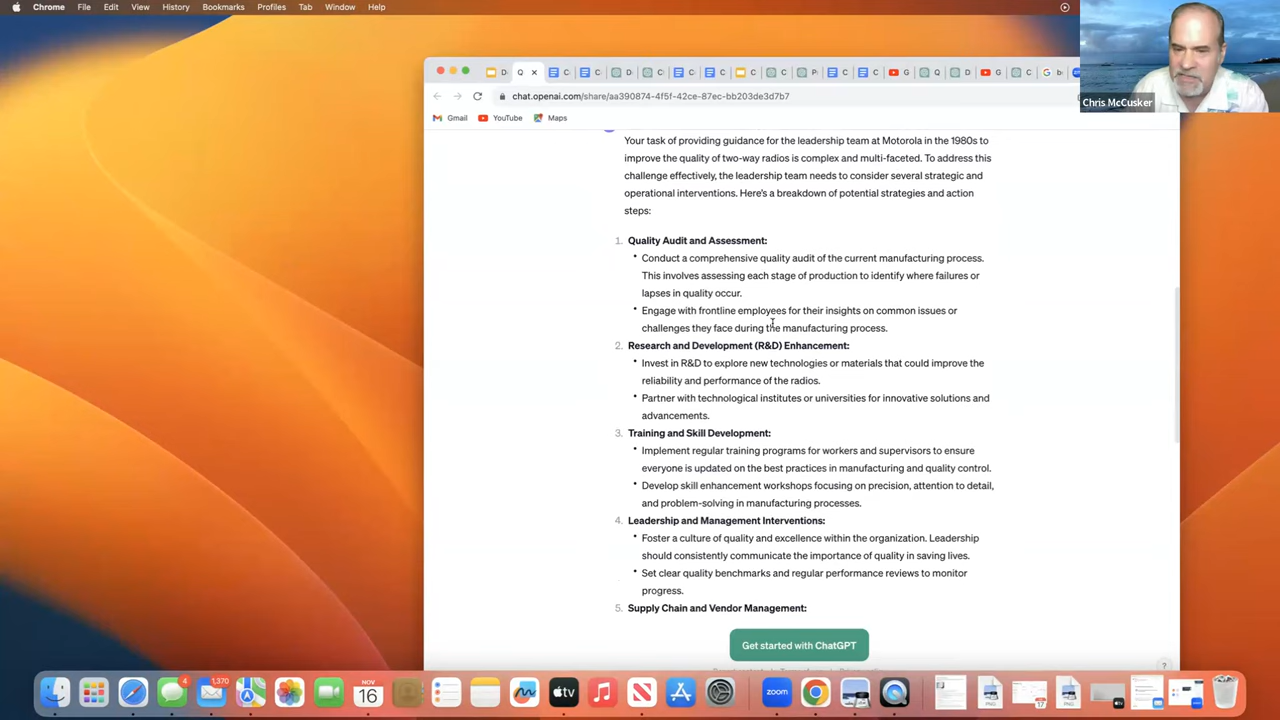 Chrome File Edit View History Bookmarks Profiles Tab Window Help
Chris McCusker
chat.openai.com/share/aa390874-4f5f-42ce-87ec-bb203de3d7b7
Gmail YouTube Maps
Your task of providing guidance for the leadership team at Motorola in the 1980s to
improve the quality of two-way radios is complex and multi-faceted. To address this
challenge effectively, the leadership team needs to consider several strategic and
operational interventions. Here's a breakdown of potential strategies and action
steps:
1. Quality Audit and Assessment:
• Conduct a comprehensive quality audit of the current manufacturing process.
This involves assessing each stage of production to identify where failures or
lapses in quality occur.
• Engage with frontline employees for their insights on common issues or
challenges they face during the manufacturing process.
2. Research and Development (R&D) Enhancement:
• Invest in R&D to explore new technologies or materials that could improve the
reliability and performance of the radios.
• Partner with technological institutes or universities for innovative solutions and
advancements.
3. Training and Skill Development:
• Implement regular training programs for workers and supervisors to ensure
everyone is updated on the best practices in manufacturing and quality control.
• Develop skill enhancement workshops focusing on precision, attention to detail,
and problem-solving in manufacturing processes.
4. Leadership and Management Interventions:
• Foster a culture of quality and excellence within the organization. Leadership
should consistently communicate the importance of quality in saving lives.
• Set clear quality benchmarks and regular performance reviews to monitor
progress.
5. Supply Chain and Vendor Management:
Get started with ChatGPT
?
4
1,370
NOV
16
tv
zoom
17